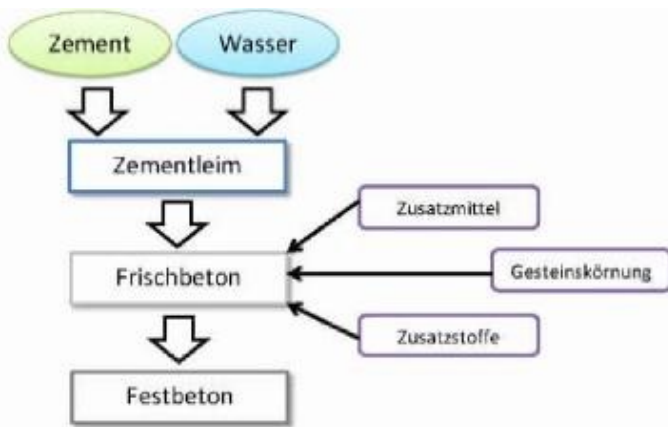 Zement
Wasser
Zementleim
Zusatzmittel
Frischbeton
Gesteinskörnung
Zusatzstoffe
Festbeton